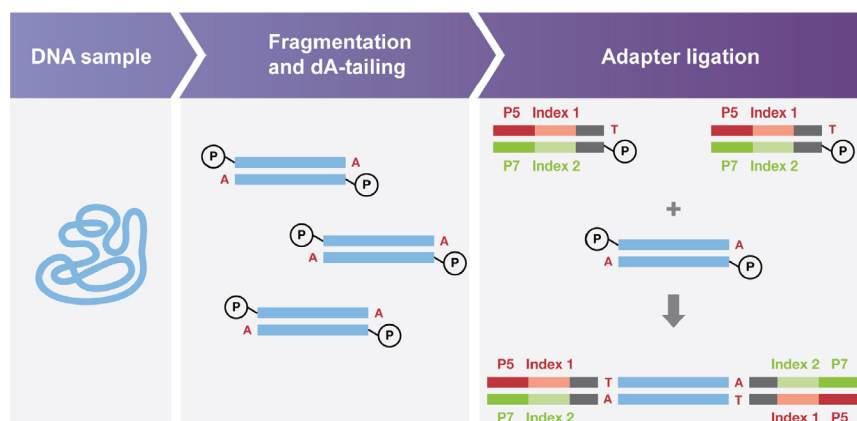 DNA sample
Fragmentation
and dA-tailing
Adapter ligation
P5 Index 1
P5 Index 1
T
T
P
P
P7 Index 2
P7 Index 2
P
A
A
P
P
A
A
P
P
A
A
P
+
P
A
A
P
P5 Index 1
Index 2 P7
T
A
A
T
P7 Index 2
Index 1 P5